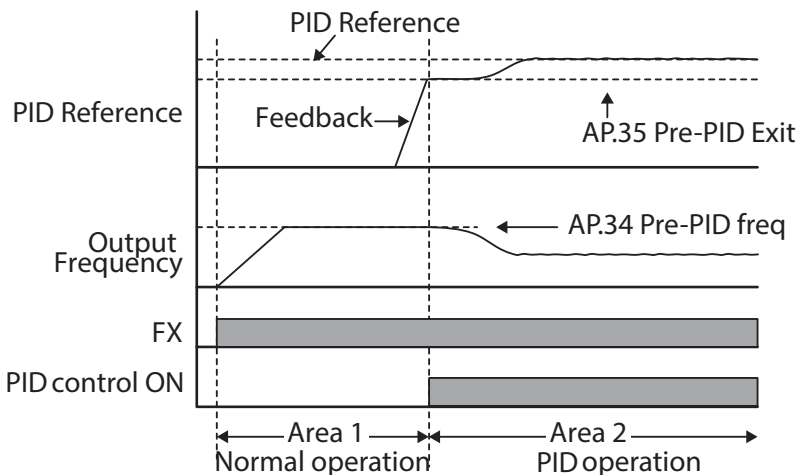 PID Reference
PID Reference
Feedback
AP.35 Pre-PID Exit
AP.34 Pre-PID freq
Output
Frequency
FX
PID control ON
Area 1
Normal operation
Area 2
PID operation